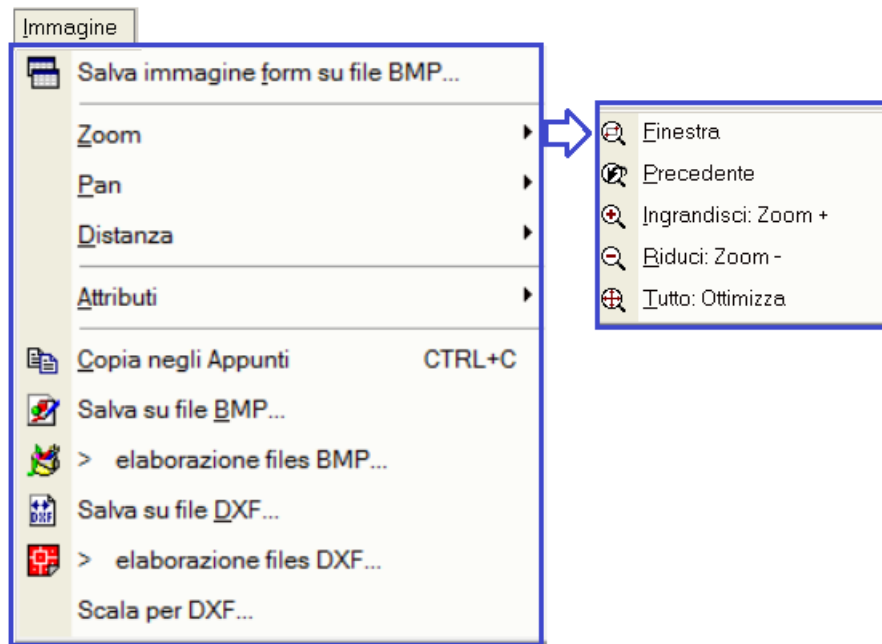 Immagine
Salva immagine form su file BMP...
Zoom
Pan
Distanza
Attributi
Copia negli Appunti CTRL+C
Salva su file BMP...
> elaborazione files BMP...
DXF
Salva su file DXF...
> elaborazione files DXF...
Scala per DXF...
Finestra
Precedente
Ingrandisci: Zoom +
Riduci: Zoom -
Tutto: Ottimizza